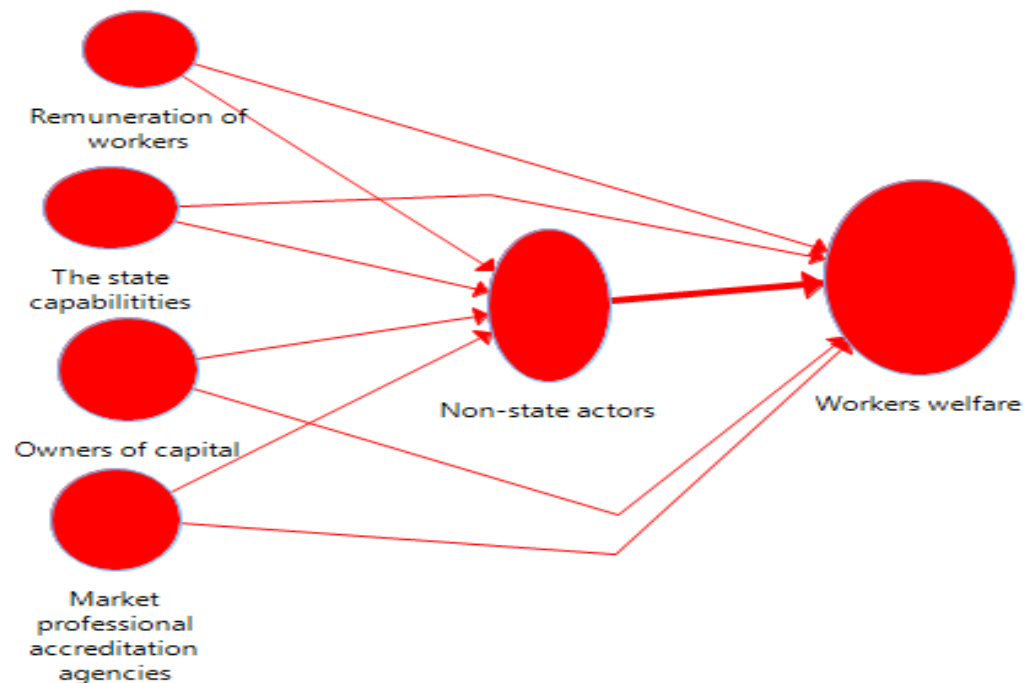 Remuneration of
workers
The state
capabilitities
Owners of capital
Market
professional
accreditation
agencies
Non-state actors
Workers welfare